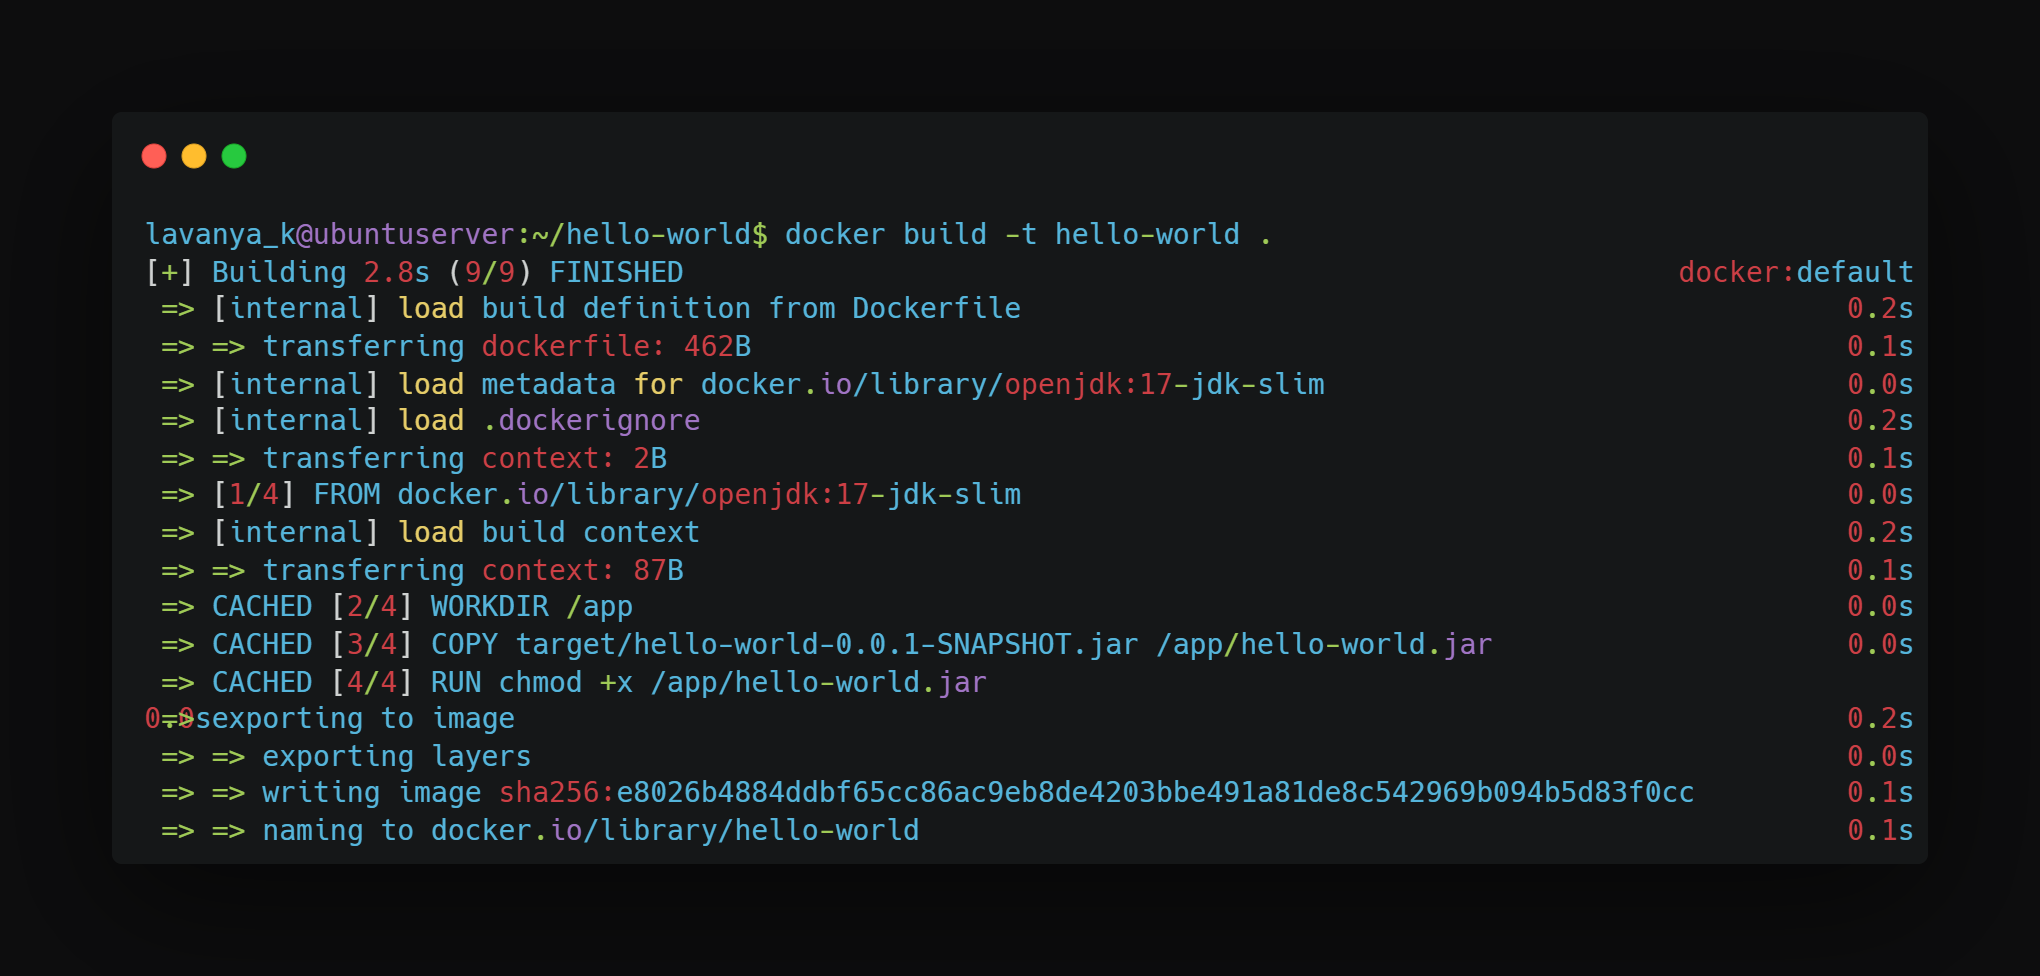 lavanya_k@ubuntuserver:~/hello-world$ docker build -t hello-world .
[+] Building 2.8s (9/9) FINISHED docker:default
=> [internal] load build definition from Dockerfile 0.2s
=> => transferring dockerfile: 462B 0.1s
=> [internal] load metadata for docker.io/library/openjdk:17-jdk-slim 0.0s
=> [internal] load .dockerignore 0.2s
=> => transferring context: 2B 0.1s
=> [1/4] FROM docker.io/library/openjdk:17-jdk-slim 0.0s
=> [internal] load build context 0.2s
=> => transferring context: 87B 0.1s
=> CACHED [2/4] WORKDIR /app 0.0s
=> CACHED [3/4] COPY target/hello-world-0.0.1-SNAPSHOT.jar /app/hello-world.jar 0.0s
=> CACHED [4/4] RUN chmod +x /app/hello-world.jar
0.0s => exporting to image 0.2s
=> => exporting layers 0.0s
=> => writing image sha256:e8026b4884ddbf65cc86ac9eb8de4203bbe491a81de8c542969b094b5d83f0cc 0.1s
=> => naming to docker.io/library/hello-world 0.1s